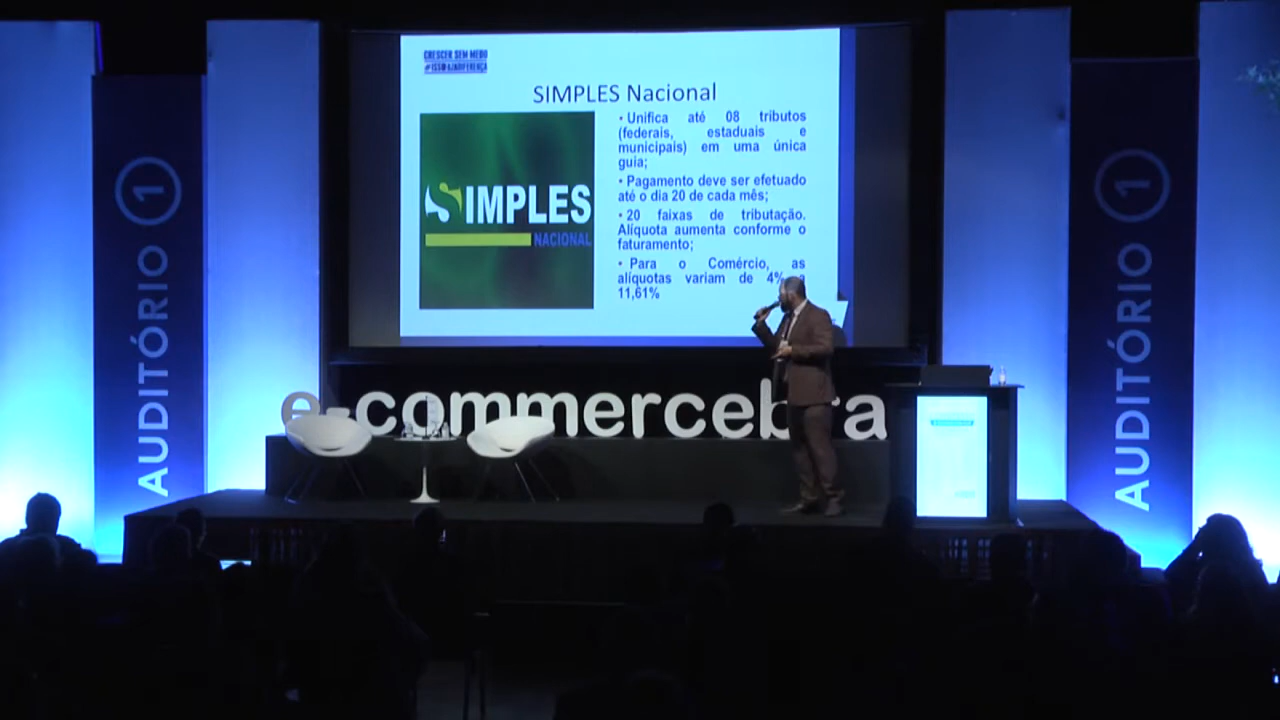 CRESCER SEM MEDO
SIMPLES Nacional
• Unifica até 08 tributos
(federais, estaduais e
municipais) em uma única
guia;
• Pagamento deve ser efetuado
até o dia 20 de cada mês;
• 20 faixas de tributação.
Alíquota aumenta conforme o
faturamento;
• Para o Comércio, as
alíquotas variam de 4% a
11,61%
SIMPLES
NACIONAL
AUDITÓRIO 1
AUDITÓRIO 1
e-commercebra